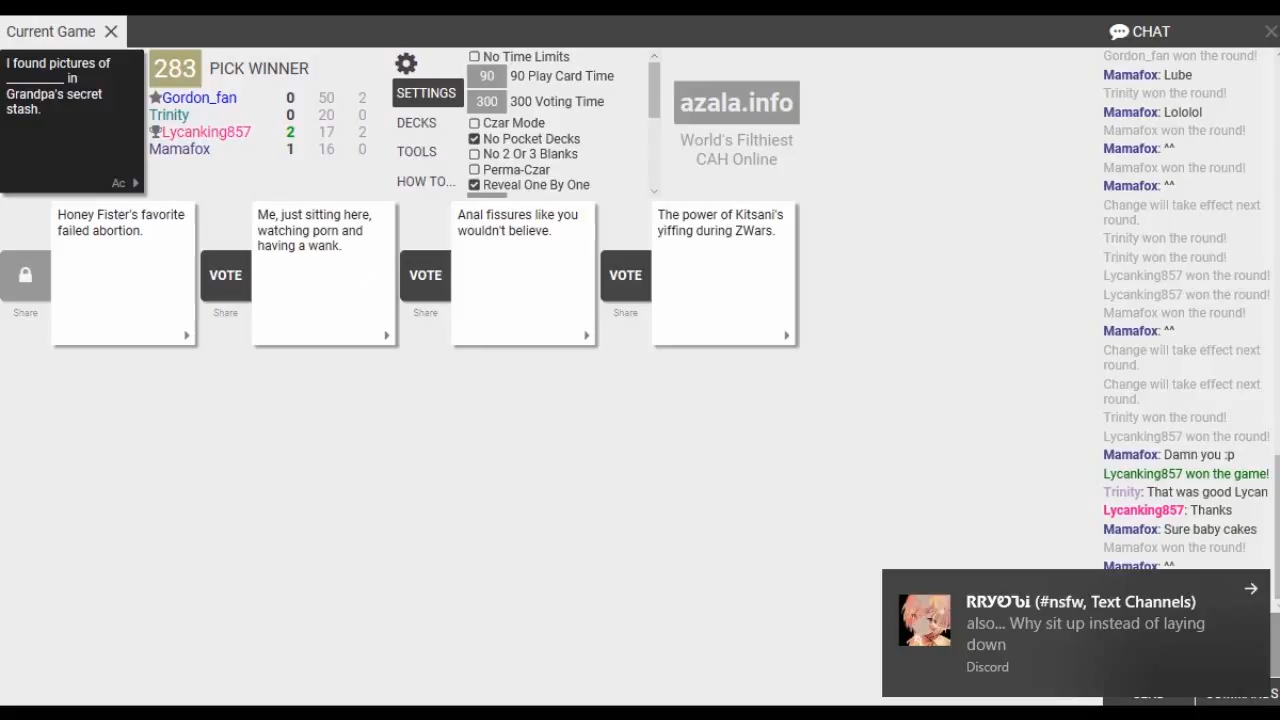 Current Game
CHAT
I found pictures of
________ in
Grandpa's secret
stash.
Ac
283 PICK WINNER
Gordon_fan 0 50 2
Trinity 0 20 0
Lycanking857 2 17 2
Mamafox 1 16 0
SETTINGS
DECKS
TOOLS
HOW TO...
No Time Limits
90 90 Play Card Time
300 300 Voting Time
Czar Mode
No Pocket Decks
No 2 Or 3 Blanks
Perma-Czar
Reveal One By One
azala.info
World's Filthiest
CAH Online
Share
Honey Fister's favorite
failed abortion.
VOTE
Share
Me, just sitting here,
watching porn and
having a wank.
VOTE
Share
Anal fissures like you
wouldn't believe.
VOTE
Share
The power of Kitsani's
yiffing during ZWars.
Gordon_fan won the round!
Mamafox: Lube
Trinity won the round!
Mamafox: Lololol
Mamafox won the round!
Mamafox: ^^
Mamafox won the round!
Mamafox: ^^
Change will take effect next
round.
Trinity won the round!
Trinity won the round!
Lycanking857 won the round!
Lycanking857 won the round!
Mamafox won the round!
Mamafox: ^^
Change will take effect next
round.
Change will take effect next
round.
Trinity won the round!
Lycanking857 won the round!
Mamafox: Damn you :p
Lycanking857 won the game!
Trinity: That was good Lycan
Lycanking857: Thanks
Mamafox: Sure baby cakes
Mamafox won the round!
Mamafox: ^^
(#nsfw, Text Channels)
also... Why sit up instead of laying
down
Discord